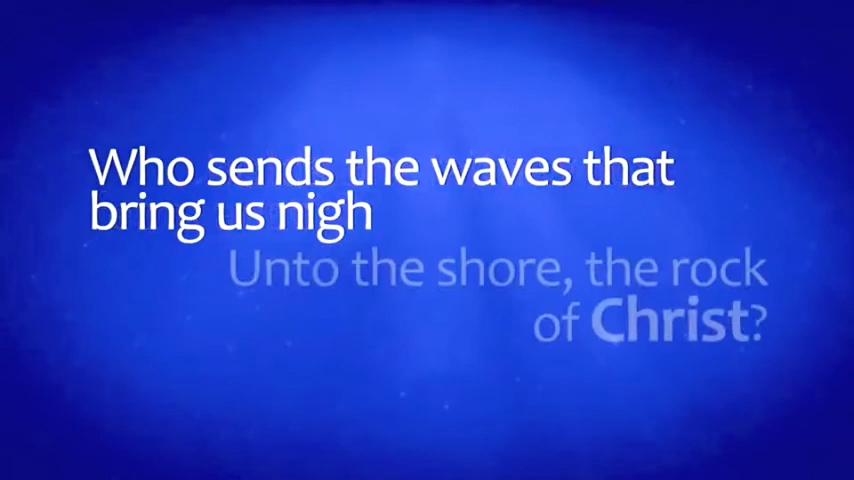 Who sends the waves that
bring us nigh
Unto the shore, the rock
of Christ?